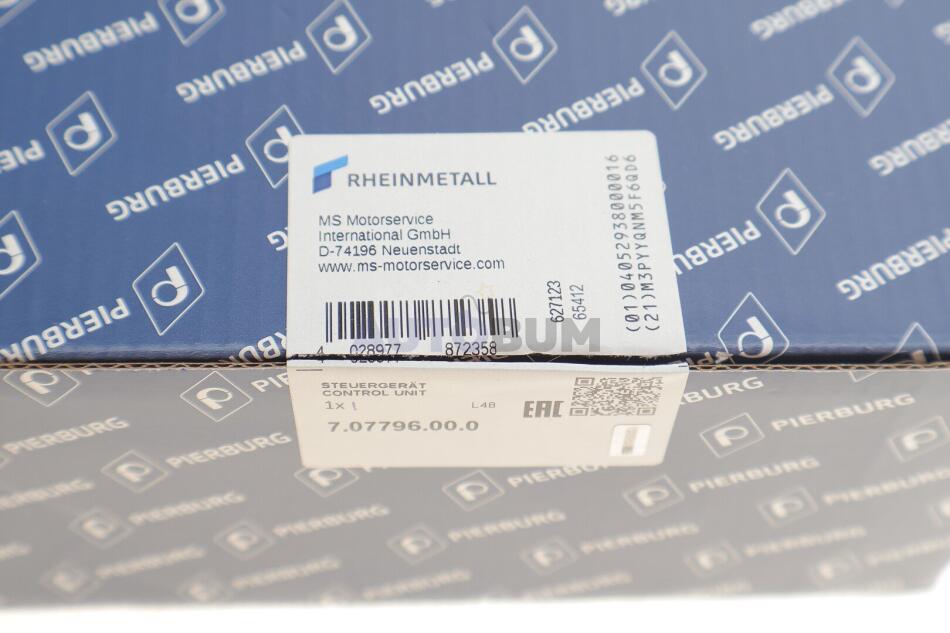 PIERBURG
RHEINMETALL
MS Motorservice
International GmbH
D-74196 Neuenstadt
www.ms-motorservice.com
4 028977 872358
627123
65412
(01)04052938000016
(21)M3PYYQNM5F6QD6
STEUERGERÄT
CONTROL UNIT
1x
L48
EAC
7.07796.00.0